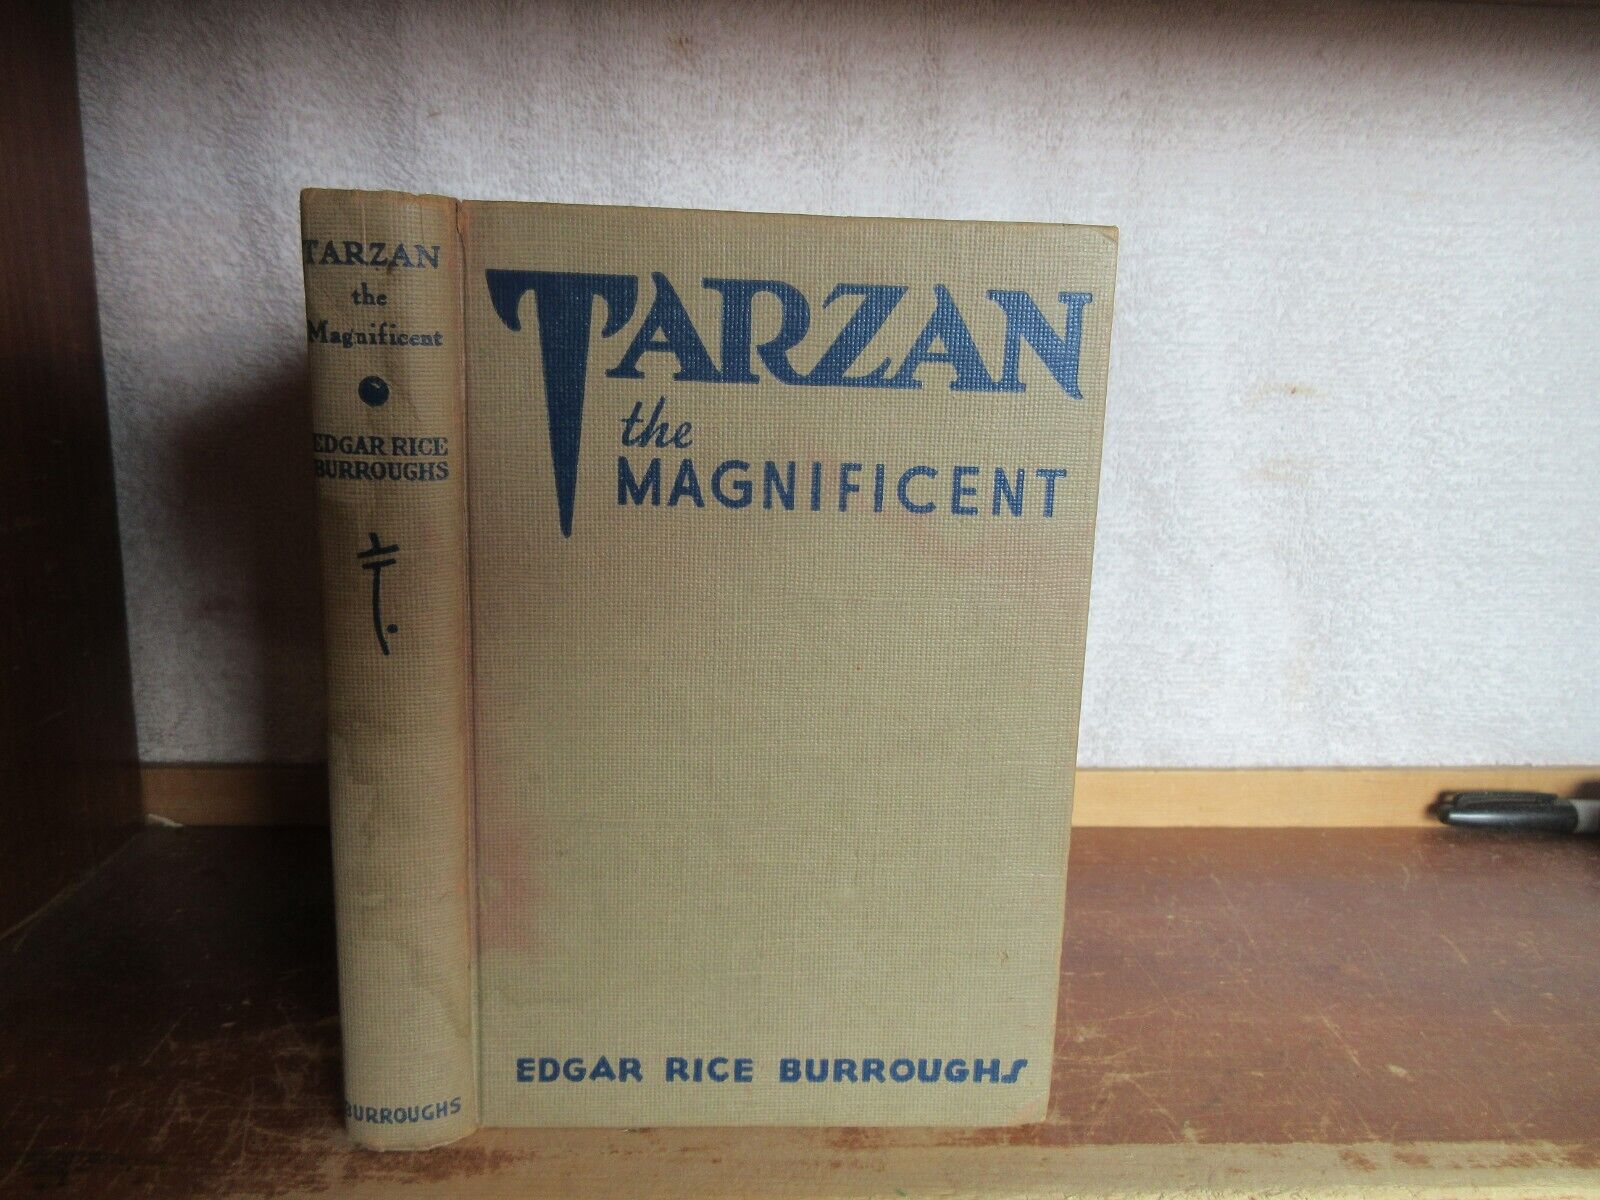 TARZAN
the
Magnificent
EDGAR RICE
BURROUGHS
BURROUGHS
TARZAN
the
MAGNIFICENT
EDGAR RICE BURROUGHS